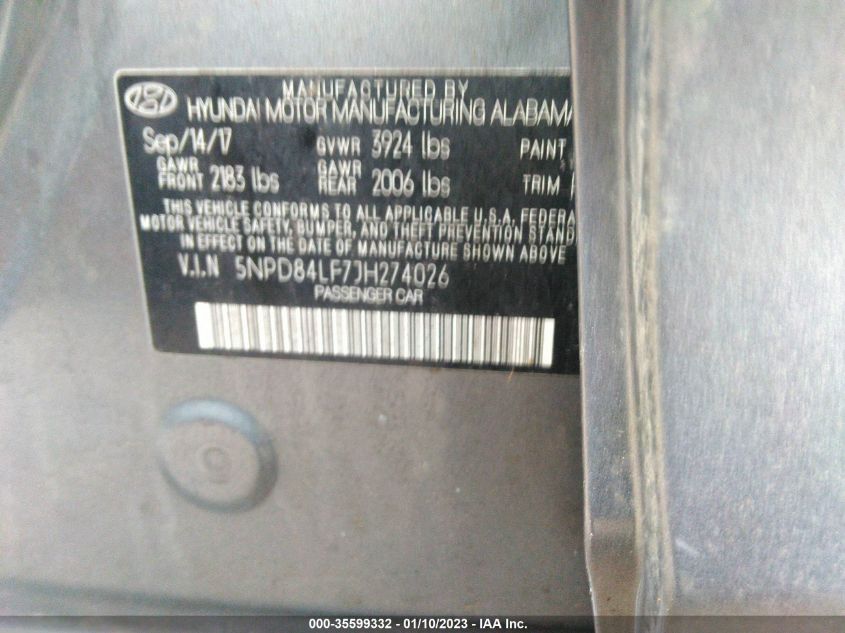 MANUFACTURED BY
HYUNDAI MOTOR MANUFACTURING ALABAMA
Sep/14/17 GVWR 3924 lbs PAINT
GAWR FRONT 2183 lbs GAWR REAR 2006 lbs TRIM
THIS VEHICLE CONFORMS TO ALL APPLICABLE U.S.A. FEDERA
MOTOR VEHICLE SAFETY, BUMPER, AND THEFT PREVENTION STAND
IN EFFECT ON THE DATE OF MANUFACTURE SHOWN ABOVE
V.I.N 5NPD84LF7JH274026
PASSENGER CAR
000-35599332 - 01/10/2023 - IAA Inc.